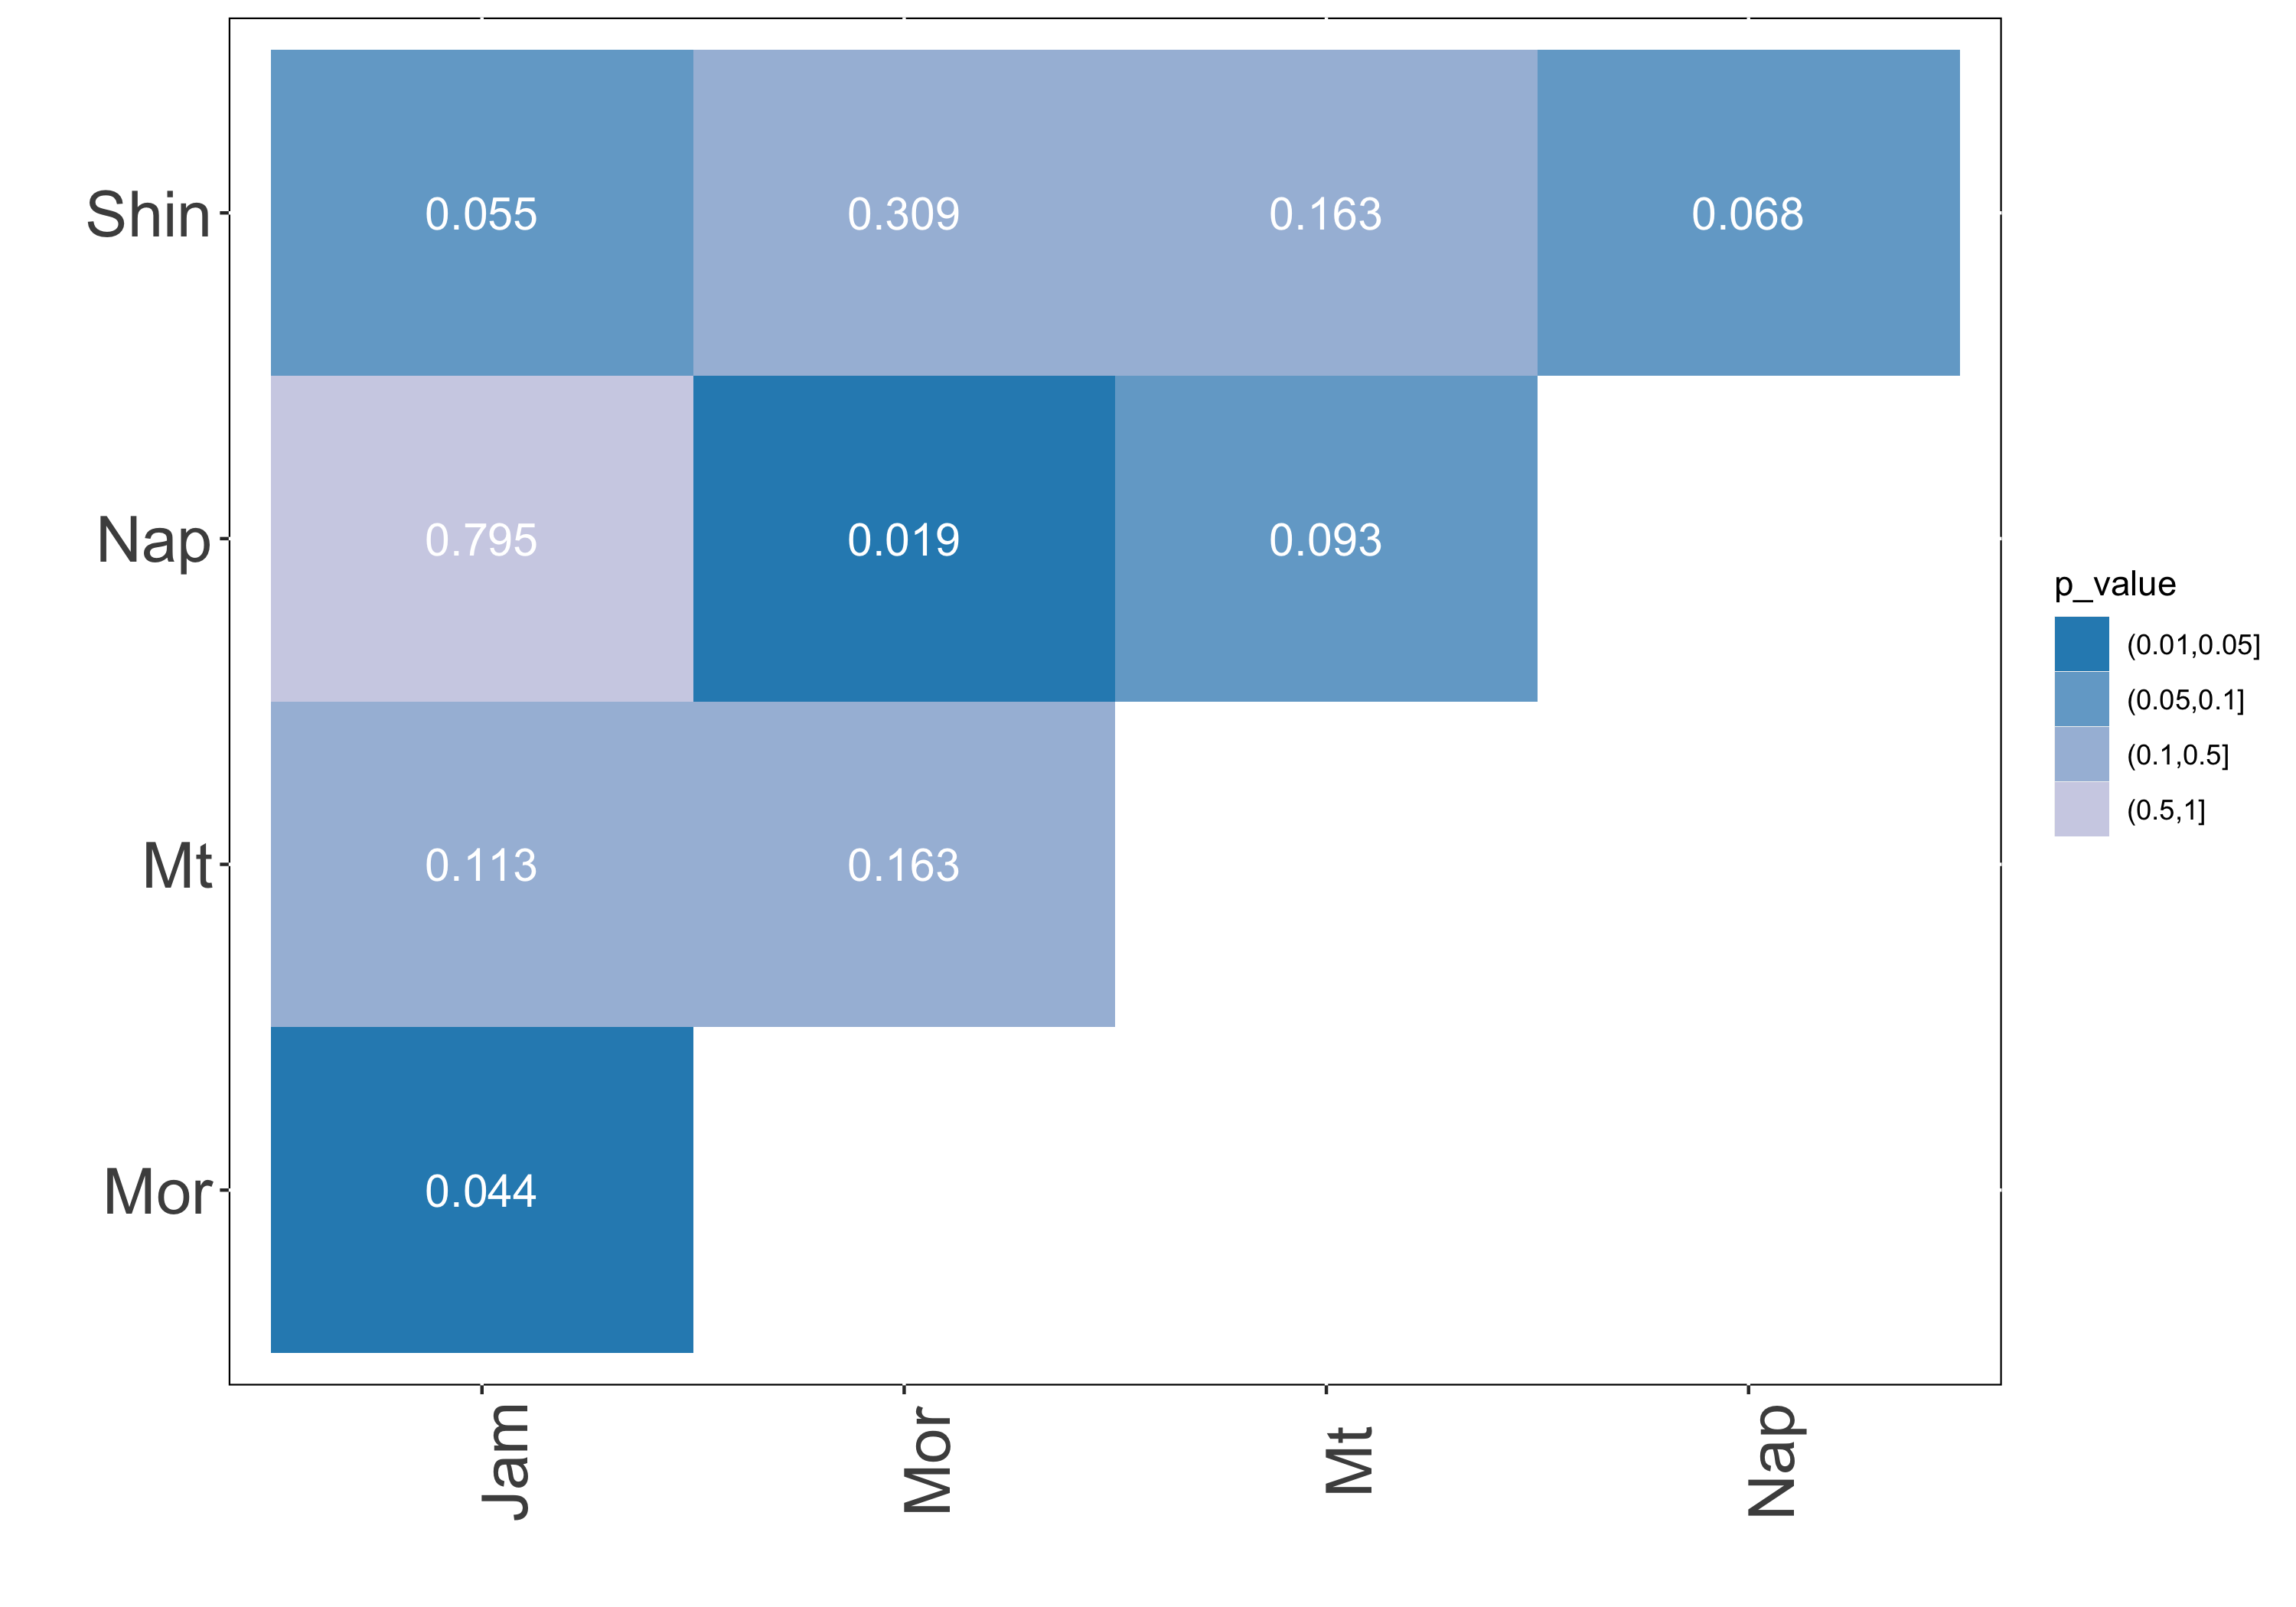 Shin 0.055 0.309 0.163 0.068
Nap 0.795 0.019 0.093
Mt 0.113 0.163
Mor 0.044
Jam Mor Mt Nap
p_value
(0.01,0.05]
(0.05,0.1]
(0.1,0.5]
(0.5,1]